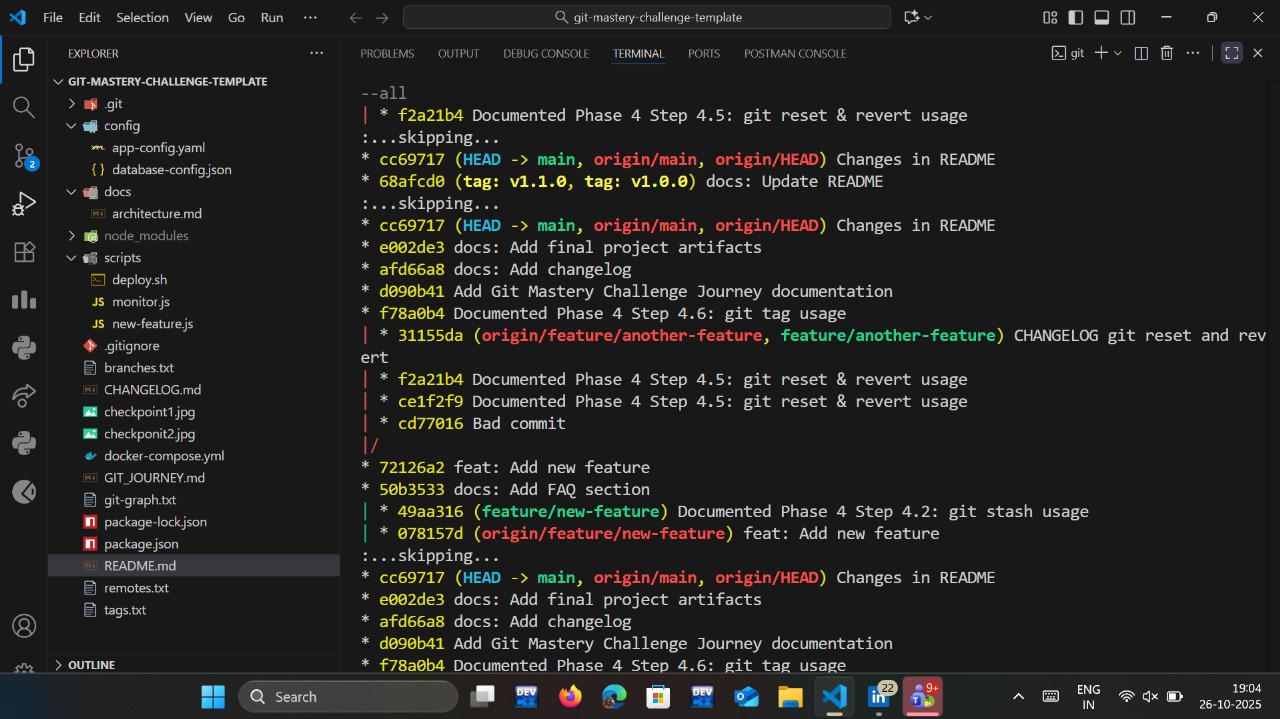 File Edit Selection View Go Run ··· git-mastery-challenge-template
EXPLORER ···
GIT-MASTERY-CHALLENGE-TEMPLATE
.git
config
app-config.yaml
{ } database-config.json
docs
architecture.md
node_modules
scripts
deploy.sh
JS monitor.js
JS new-feature.js
.gitignore
branches.txt
CHANGELOG.md
checkpoint1.jpg
checkponit2.jpg
docker-compose.yml
GIT_JOURNEY.md
git-graph.txt
package-lock.json
package.json
README.md
remotes.txt
tags.txt
OUTLINE
2
PROBLEMS OUTPUT DEBUG CONSOLE TERMINAL PORTS POSTMAN CONSOLE git
--all
| * f2a21b4 Documented Phase 4 Step 4.5: git reset & revert usage
:...skipping...
* cc69717 (HEAD -> main, origin/main, origin/HEAD) Changes in README
* 68afcd0 (tag: v1.1.0, tag: v1.0.0) docs: Update README
:...skipping...
* cc69717 (HEAD -> main, origin/main, origin/HEAD) Changes in README
* e002de3 docs: Add final project artifacts
* afd66a8 docs: Add changelog
* d090b41 Add Git Mastery Challenge Journey documentation
* f78a0b4 Documented Phase 4 Step 4.6: git tag usage
| * 31155da (origin/feature/another-feature, feature/another-feature) CHANGELOG git reset and rev
ert
| * f2a21b4 Documented Phase 4 Step 4.5: git reset & revert usage
| * ce1f2f9 Documented Phase 4 Step 4.5: git reset & revert usage
| * cd77016 Bad commit
|/
* 72126a2 feat: Add new feature
* 50b3533 docs: Add FAQ section
| * 49aa316 (feature/new-feature) Documented Phase 4 Step 4.2: git stash usage
| * 078157d (origin/feature/new-feature) feat: Add new feature
:...skipping...
* cc69717 (HEAD -> main, origin/main, origin/HEAD) Changes in README
* e002de3 docs: Add final project artifacts
* afd66a8 docs: Add changelog
* d090b41 Add Git Mastery Challenge Journey documentation
* f78a0b4 Documented Phase 4 Step 4.6: git tag usage
Search
DEV
DEV
22
9+
ENG
IN
19:04
26-10-2025